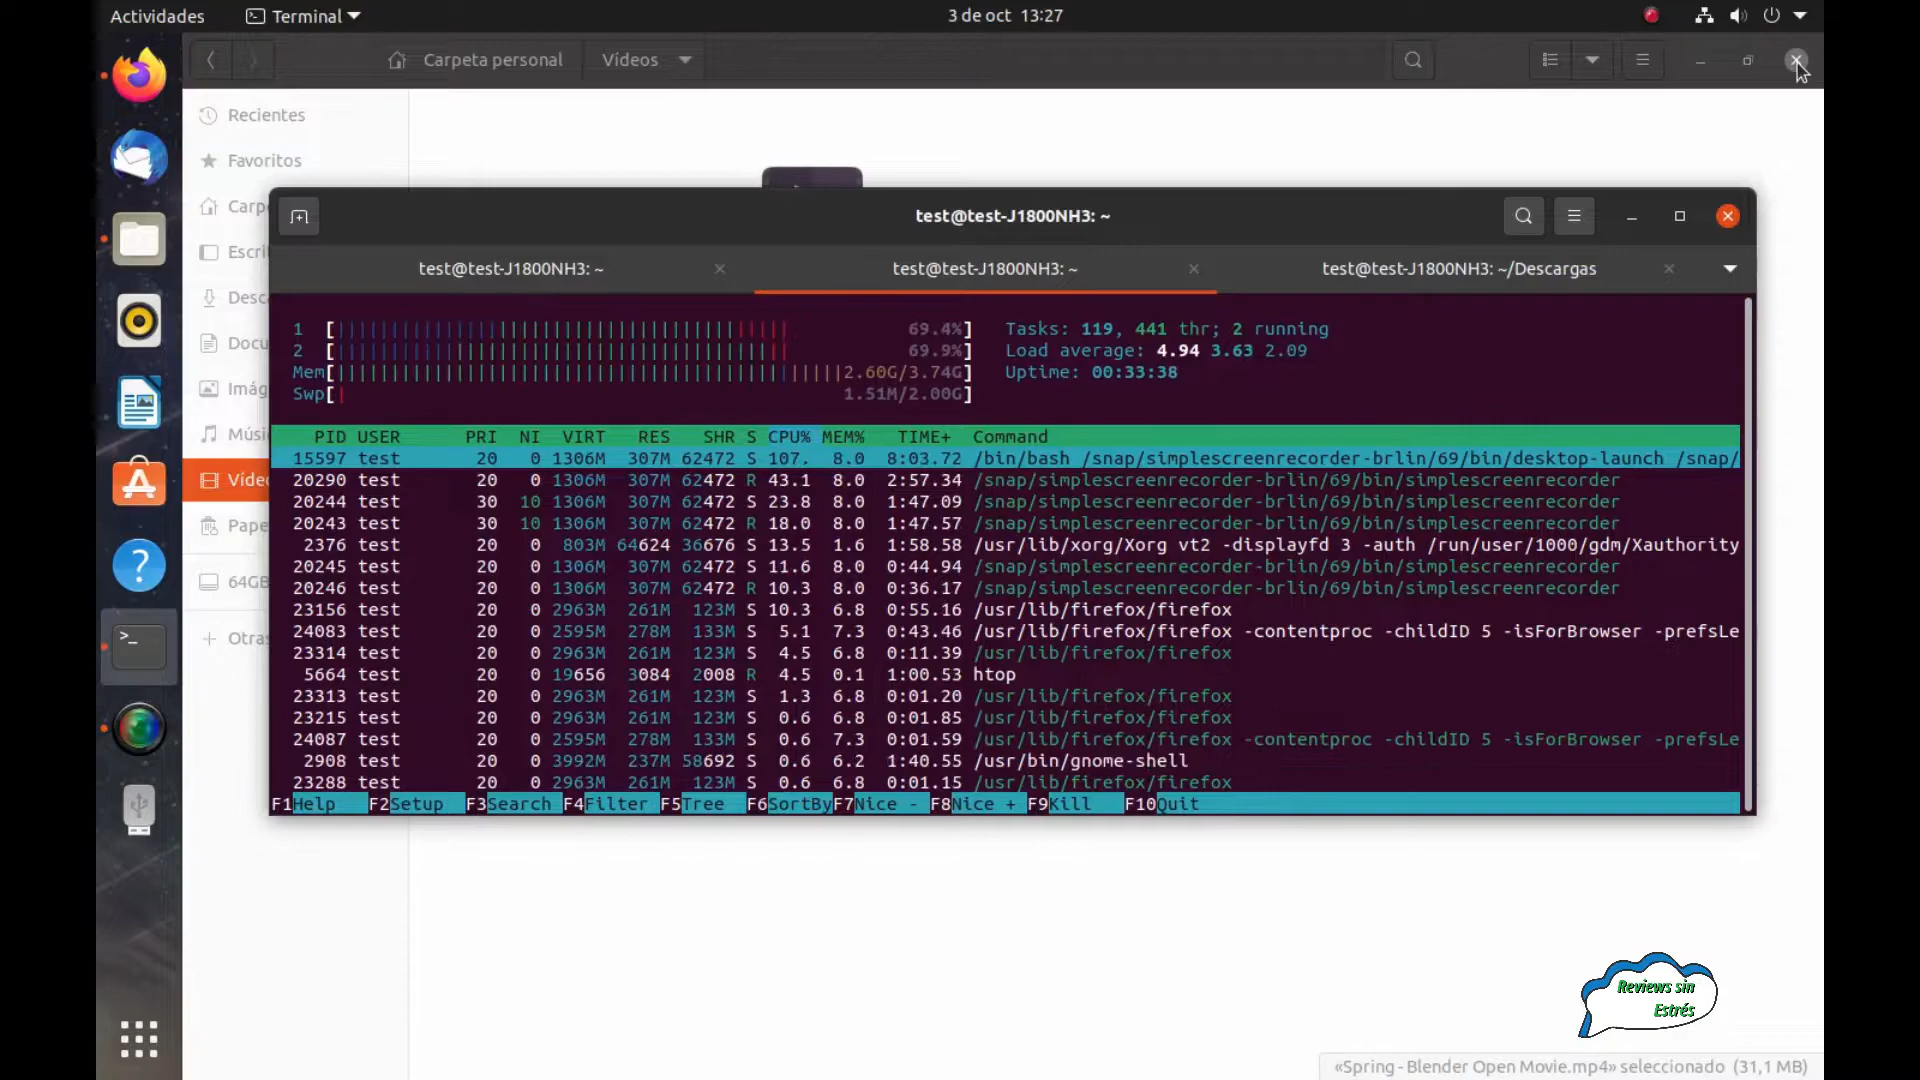 Actividades
Terminal
3 de oct 13:27
Carpeta personal
Vídeos
Recientes
Favoritos
Carp
Escri
Desc
Docu
Imág
Músi
Víde
Pape
64GB
Otras
test@test-J1800NH3: ~
test@test-J1800NH3: ~
test@test-J1800NH3: ~
test@test-J1800NH3: ~/Descargas
1 [ 69.4%] Tasks: 119, 441 thr; 2 running
2 [ 69.9%] Load average: 4.94 3.63 2.09
Mem[ 2.60G/3.74G] Uptime: 00:33:38
Swp[ 1.51M/2.00G]
PID USER PRI NI VIRT RES SHR S CPU% MEM% TIME+ Command
15597 test 20 0 1306M 307M 62472 S 107. 8.0 8:03.72 /bin/bash /snap/simplescreenrecorder-brlin/69/bin/desktop-launch /snap/
20290 test 20 0 1306M 307M 62472 R 43.1 8.0 2:57.34 /snap/simplescreenrecorder-brlin/69/bin/simplescreenrecorder
20244 test 30 10 1306M 307M 62472 S 23.8 8.0 1:47.09 /snap/simplescreenrecorder-brlin/69/bin/simplescreenrecorder
20243 test 30 10 1306M 307M 62472 R 18.0 8.0 1:47.57 /snap/simplescreenrecorder-brlin/69/bin/simplescreenrecorder
2376 test 20 0 803M 64624 36676 S 13.5 1.6 1:58.58 /usr/lib/xorg/Xorg vt2 -displayfd 3 -auth /run/user/1000/gdm/Xauthority
20245 test 20 0 1306M 307M 62472 S 11.6 8.0 0:44.94 /snap/simplescreenrecorder-brlin/69/bin/simplescreenrecorder
20246 test 20 0 1306M 307M 62472 R 10.3 8.0 0:36.17 /snap/simplescreenrecorder-brlin/69/bin/simplescreenrecorder
23156 test 20 0 2963M 261M 123M S 10.3 6.8 0:55.16 /usr/lib/firefox/firefox
24083 test 20 0 2595M 278M 133M S 5.1 7.3 0:43.46 /usr/lib/firefox/firefox -contentproc -childID 5 -isForBrowser -prefsLe
23314 test 20 0 2963M 261M 123M S 4.5 6.8 0:11.39 /usr/lib/firefox/firefox
5664 test 20 0 19656 3084 2008 R 4.5 0.1 1:00.53 htop
23313 test 20 0 2963M 261M 123M S 1.3 6.8 0:01.20 /usr/lib/firefox/firefox
23215 test 20 0 2963M 261M 123M S 0.6 6.8 0:01.85 /usr/lib/firefox/firefox
24087 test 20 0 2595M 278M 133M S 0.6 7.3 0:01.59 /usr/lib/firefox/firefox -contentproc -childID 5 -isForBrowser -prefsLe
2908 test 20 0 3992M 237M 58692 S 0.6 6.2 1:40.55 /usr/bin/gnome-shell
23288 test 20 0 2963M 261M 123M S 0.6 6.8 0:01.15 /usr/lib/firefox/firefox
F1Help F2Setup F3Search F4Filter F5Tree F6SortBy F7Nice - F8Nice + F9Kill F10Quit
Reviews sin
Estrés
«Spring - Blender Open Movie.mp4» seleccionado (31,1 MB)